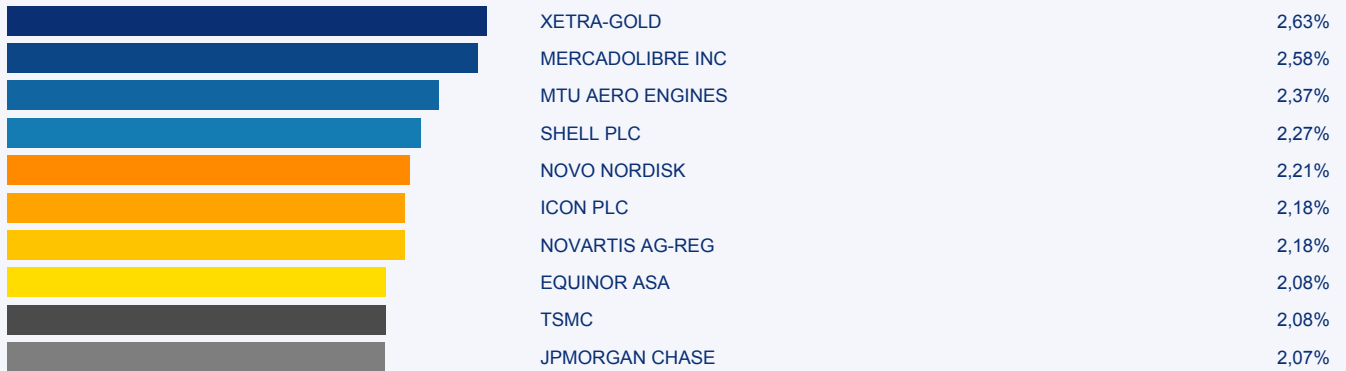 XETRA-GOLD 2,63%
MERCADOLIBRE INC 2,58%
MTU AERO ENGINES 2,37%
SHELL PLC 2,27%
NOVO NORDISK 2,21%
ICON PLC 2,18%
NOVARTIS AG-REG 2,18%
EQUINOR ASA 2,08%
TSMC 2,08%
JPMORGAN CHASE 2,07%